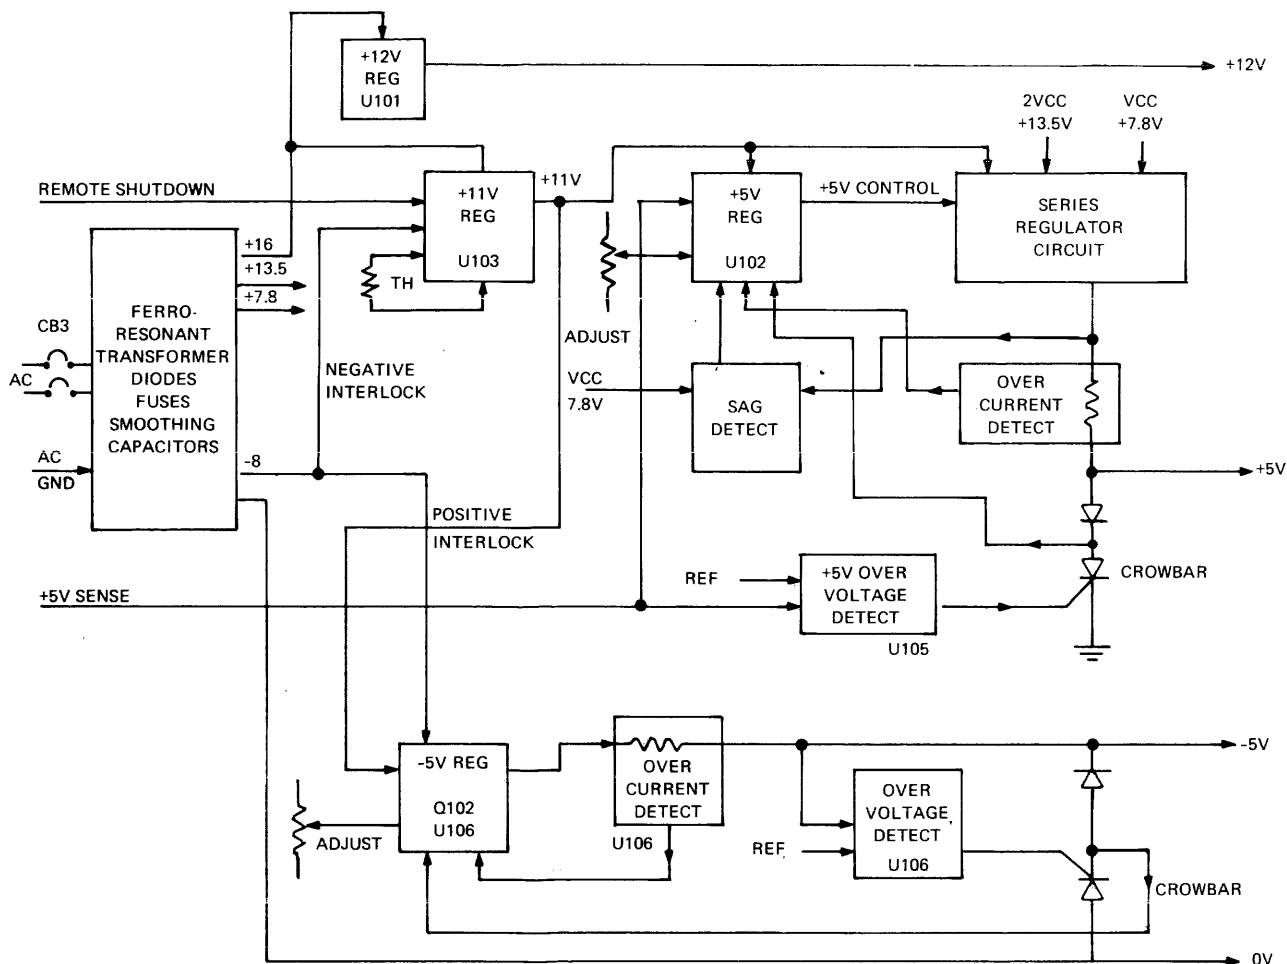 +12V
REG
U101
+12V
2VCC
+13.5V
VCC
+7.8V
REMOTE SHUTDOWN
+11V
REG
U103
+11V
+5V
REG
U102
+5V CONTROL
SERIES
REGULATOR
CIRCUIT
+16
+13.5
+7.8
TH
ADJUST
CB3
AC
AC
GND
FERRO-
RESONANT
TRANSFORMER
DIODES
FUSES
SMOOTHING
CAPACITORS
NEGATIVE
INTERLOCK
VCC
7.8V
SAG
DETECT
OVER
CURRENT
DETECT
-8
+5V
POSITIVE
INTERLOCK
+5V SENSE
REF
+5V OVER
VOLTAGE
DETECT
U105
CROWBAR
-5V REG
Q102
U106
ADJUST
OVER
CURRENT
DETECT
U106
-5V
OVER
VOLTAGE
DETECT
U106
REF
CROWBAR
0V